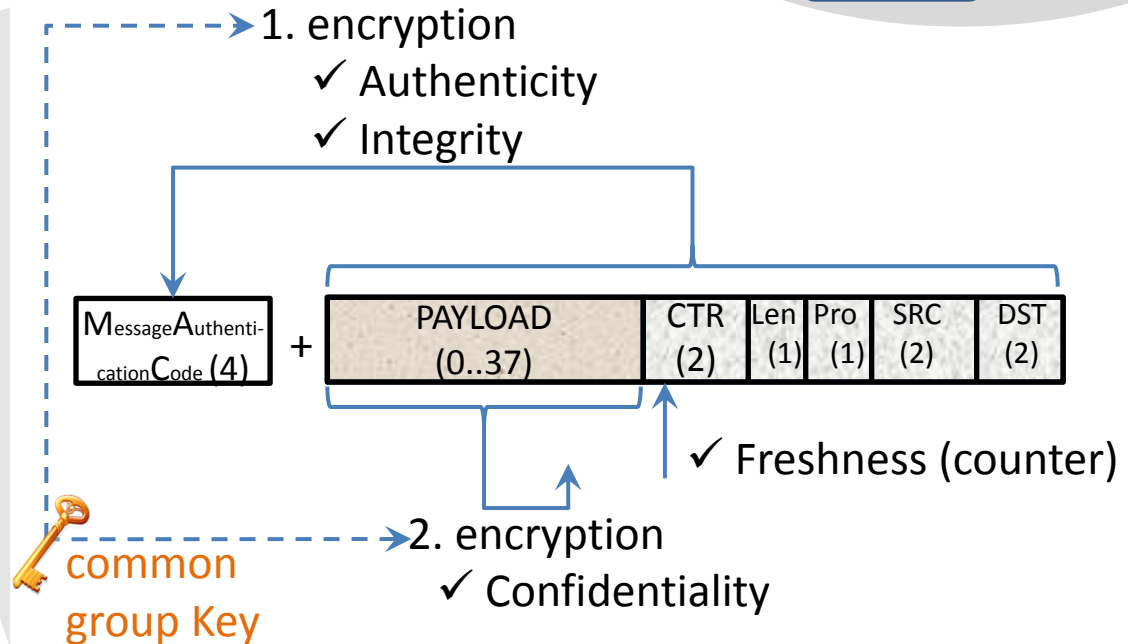 1. encryption
✓ Authenticity
✓ Integrity
MessageAuthenti-
cationCode (4)
+
PAYLOAD
(0..37)
CTR
(2)
Len
(1)
Pro
(1)
SRC
(2)
DST
(2)
✓ Freshness (counter)
2. encryption
✓ Confidentiality
common
group Key